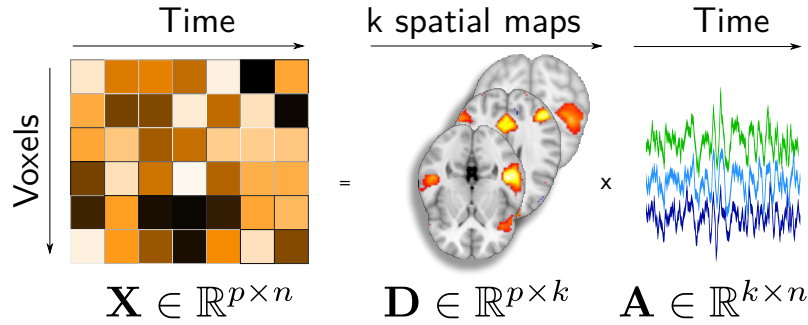 Time
k spatial maps
Time
Voxels
=
x
𝐗 ∈ ℝ^{p×n}
𝐃 ∈ ℝ^{p×k}
𝐀 ∈ ℝ^{k×n}